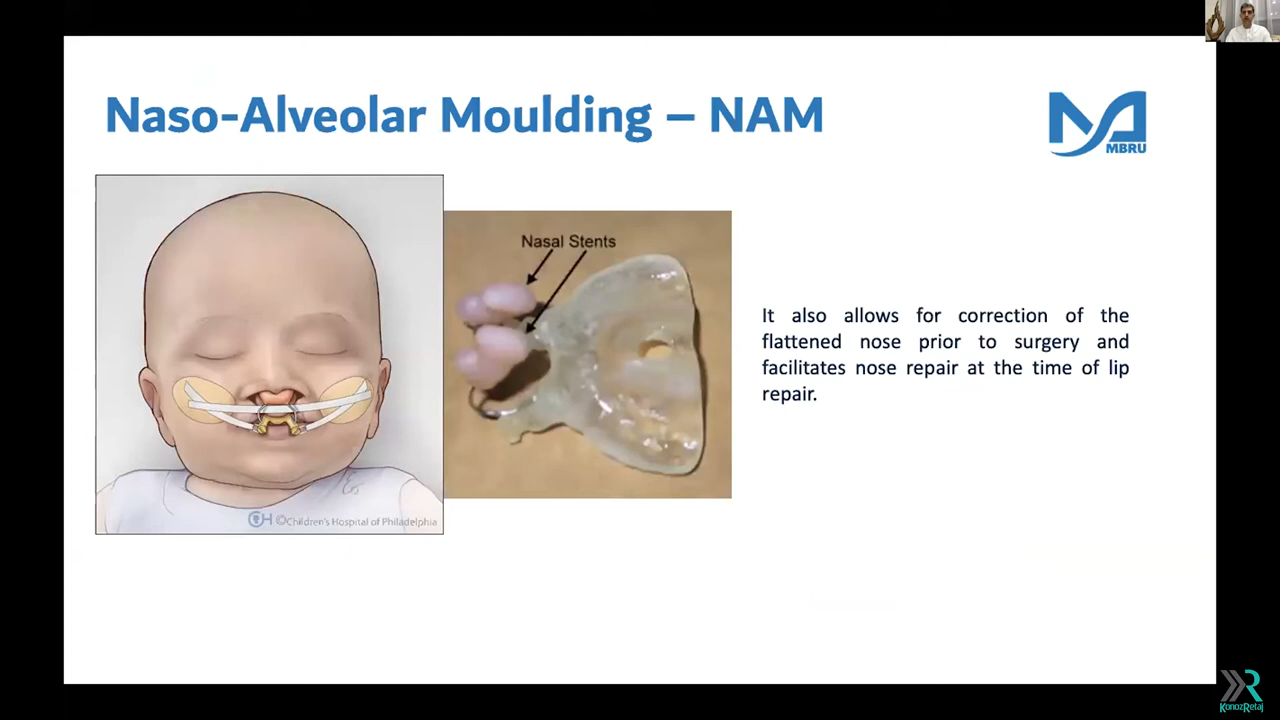 Naso-Alveolar Moulding – NAM
MBRU
Nasal Stents
It also allows for correction of the
flattened nose prior to surgery and
facilitates nose repair at the time of lip
repair.
CH ©Children's Hospital of Philadelphia
KonozRetaj